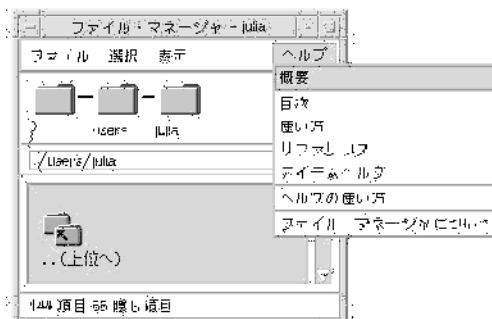 ファイル・マネージャ - julia
ファイル 選択 表示 ヘルプ
概要
目次
使い方
リファレンス
アイテムヘルプ
ヘルプの使い方
ファイル・マネージャについて
/ users julia
/users/julia
..(上位へ)
項目 隠し項目